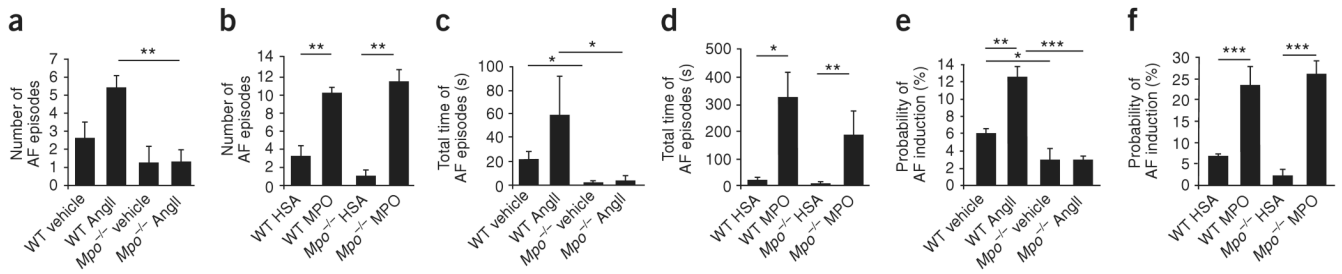 a
Number of
AF episodes
7
6
5
4
3
2
1
0
**
WT vehicle
WT AngII
Mpo–/– vehicle
Mpo–/– AngII
b
Number of
AF episodes
14
12
10
8
6
4
2
0
**
**
WT HSA
WT MPO
Mpo–/– HSA
Mpo–/– MPO
c
Total time of
AF episodes (s)
100
80
60
40
20
0
*
*
WT vehicle
WT AngII
Mpo–/– vehicle
Mpo–/– AngII
d
Total time of
AF episodes (s)
500
400
300
200
100
0
*
**
WT HSA
WT MPO
Mpo–/– HSA
Mpo–/– MPO
e
Probability of
AF induction (%)
14
12
10
8
6
4
2
0
**
***
*
WT vehicle
WT AngII
Mpo–/– vehicle
Mpo–/– AngII
f
Probability of
AF induction (%)
30
25
20
15
10
5
0
***
***
WT HSA
WT MPO
Mpo–/– HSA
Mpo–/– MPO